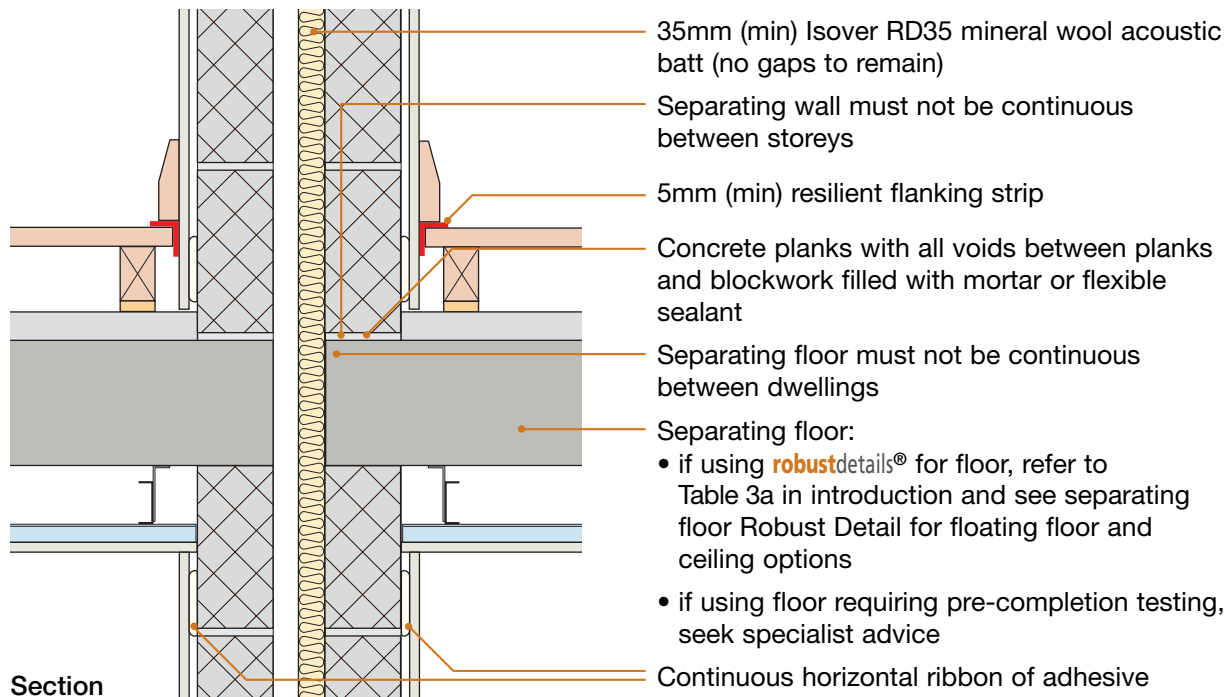 35mm (min) Isover RD35 mineral wool acoustic
batt (no gaps to remain)
Separating wall must not be continuous
between storeys
5mm (min) resilient flanking strip
Concrete planks with all voids between planks
and blockwork filled with mortar or flexible
sealant
Separating floor must not be continuous
between dwellings
Separating floor:
• if using robustdetails® for floor, refer to
Table 3a in introduction and see separating
floor Robust Detail for floating floor and
ceiling options
• if using floor requiring pre-completion testing,
seek specialist advice
Continuous horizontal ribbon of adhesive
Section